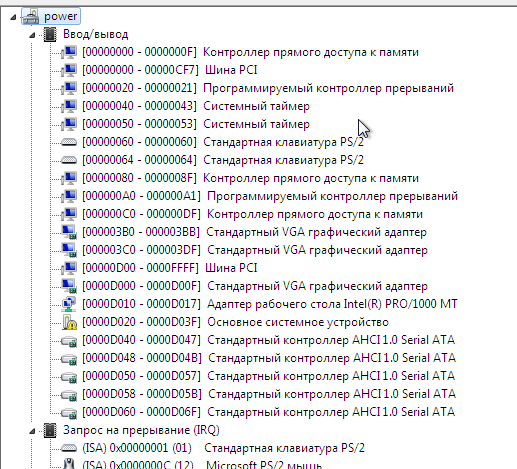 power
Ввод/вывод
[00000000 - 0000000F] Контроллер прямого доступа к памяти
[00000000 - 00000CF7] Шина PCI
[00000020 - 00000021] Программируемый контроллер прерываний
[00000040 - 00000043] Системный таймер
[00000050 - 00000053] Системный таймер
[00000060 - 00000060] Стандартная клавиатура PS/2
[00000064 - 00000064] Стандартная клавиатура PS/2
[00000080 - 0000008F] Контроллер прямого доступа к памяти
[000000A0 - 000000A1] Программируемый контроллер прерываний
[000000C0 - 000000DF] Контроллер прямого доступа к памяти
[000003B0 - 000003BB] Стандартный VGA графический адаптер
[000003C0 - 000003DF] Стандартный VGA графический адаптер
[00000D00 - 0000FFFF] Шина PCI
[0000D000 - 0000D00F] Стандартный VGA графический адаптер
[0000D010 - 0000D017] Адаптер рабочего стола Intel(R) PRO/1000 MT
[0000D020 - 0000D03F] Основное системное устройство
[0000D040 - 0000D047] Стандартный контроллер AHCI 1.0 Serial ATA
[0000D048 - 0000D04B] Стандартный контроллер AHCI 1.0 Serial ATA
[0000D050 - 0000D057] Стандартный контроллер AHCI 1.0 Serial ATA
[0000D058 - 0000D05B] Стандартный контроллер AHCI 1.0 Serial ATA
[0000D060 - 0000D06F] Стандартный контроллер AHCI 1.0 Serial ATA
Запрос на прерывание (IRQ)
(ISA) 0x00000001 (01) Стандартная клавиатура PS/2
(ISA) 0x0000000C (12) Microsoft PS/2 мышь